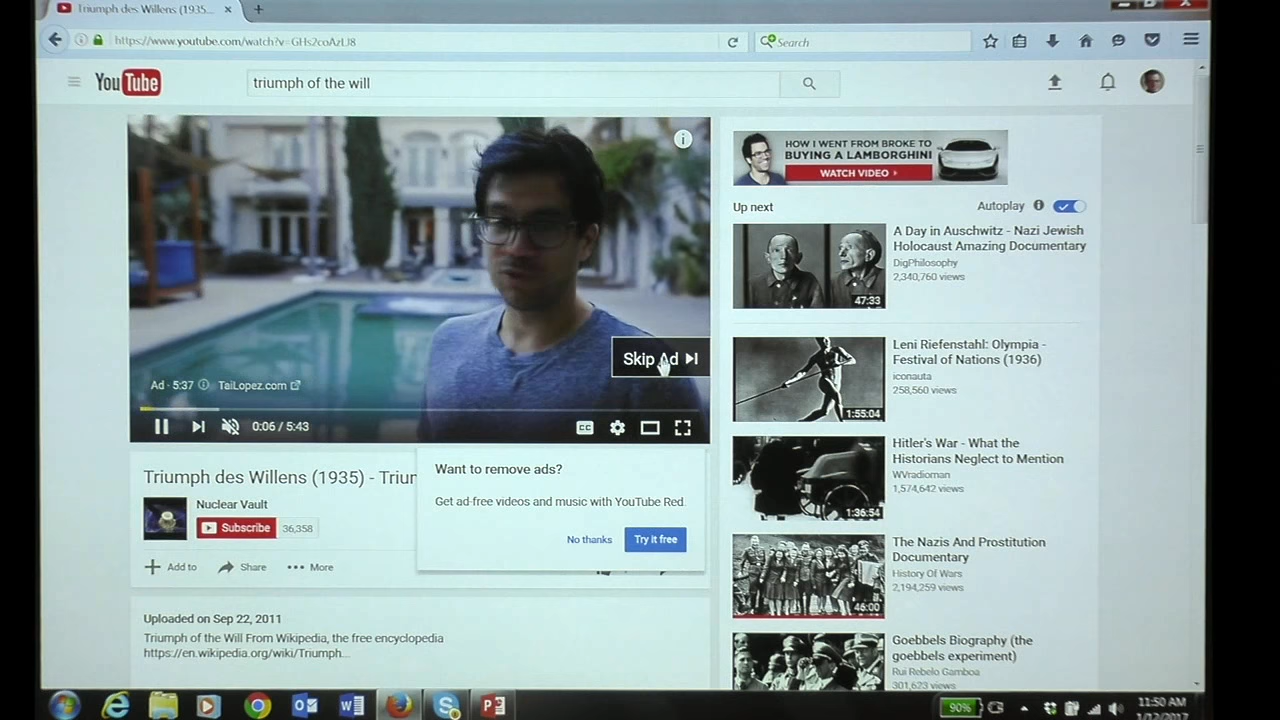 Triumph des Willens (1935...
https://www.youtube.com/watch?v=GHs2coAzLJ8
Search
YouTube
triumph of the will
Skip Ad
Ad · 5:37
TaiLopez.com
0:06 / 5:43
CC
HOW I WENT FROM BROKE TO
BUYING A LAMBORGHINI
WATCH VIDEO
Up next
Autoplay
A Day in Auschwitz - Nazi Jewish
Holocaust Amazing Documentary
DigPhilosophy
2,340,760 views
47:33
Leni Riefenstahl: Olympia -
Festival of Nations (1936)
iconauta
258,560 views
1:55:04
Hitler's War - What the
Historians Neglect to Mention
WVradioman
1,574,642 views
1:36:54
The Nazis And Prostitution
Documentary
History Of Wars
2,194,259 views
46:00
Goebbels Biography (the
goebbels experiment)
Rui Rebelo Gamboa
301,623 views
Triumph des Willens (1935) - Triur
Nuclear Vault
Subscribe
36,358
Add to
Share
More
Want to remove ads?
Get ad-free videos and music with YouTube Red.
No thanks
Try it free
Uploaded on Sep 22, 2011
Triumph of the Will From Wikipedia, the free encyclopedia
https://en.wikipedia.org/wiki/Triumph...
90%
11:50 AM
1/12/2017